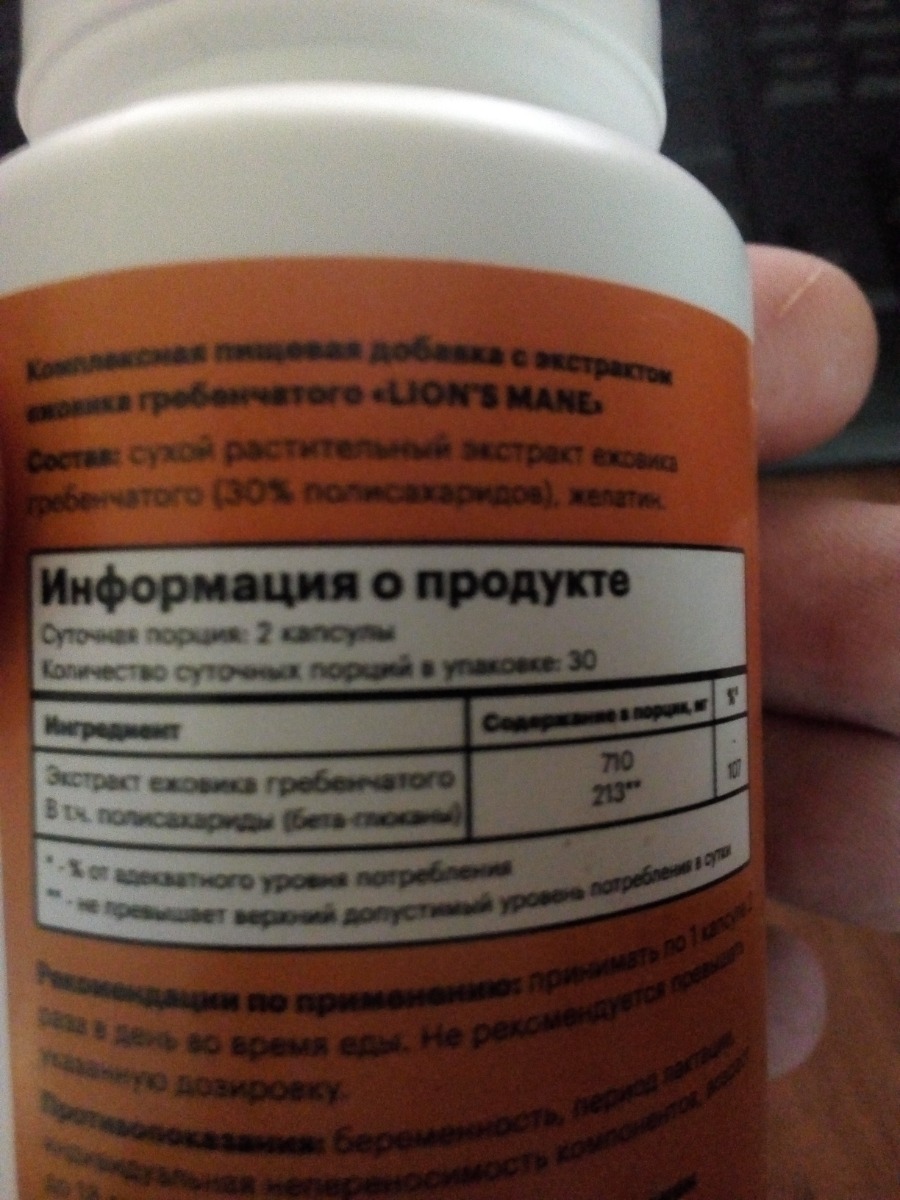 Комплексная пищевая добавка с экстрактом
ежовика гребенчатого «LION'S MANE»
Состав: сухой растительный экстракт ежовика
гребенчатого (30% полисахаридов), желатин.
Информация о продукте
Суточная порция: 2 капсулы
Количество суточных порций в упаковке: 30
Ингредиент Содержание в порции, мг %*
Экстракт ежовика гребенчатого 710 -
В т.ч. полисахариды (бета-глюканы) 213** 107
* - % от адекватного уровня потребления
** - не превышает верхний допустимый уровень потребления в сутки
Рекомендации по применению: принимать по 1 капсуле 2
раза в день во время еды. Не рекомендуется превышать
указанную дозировку.
Противопоказания: беременность, период лактации,
индивидуальная непереносимость компонентов, возраст
до